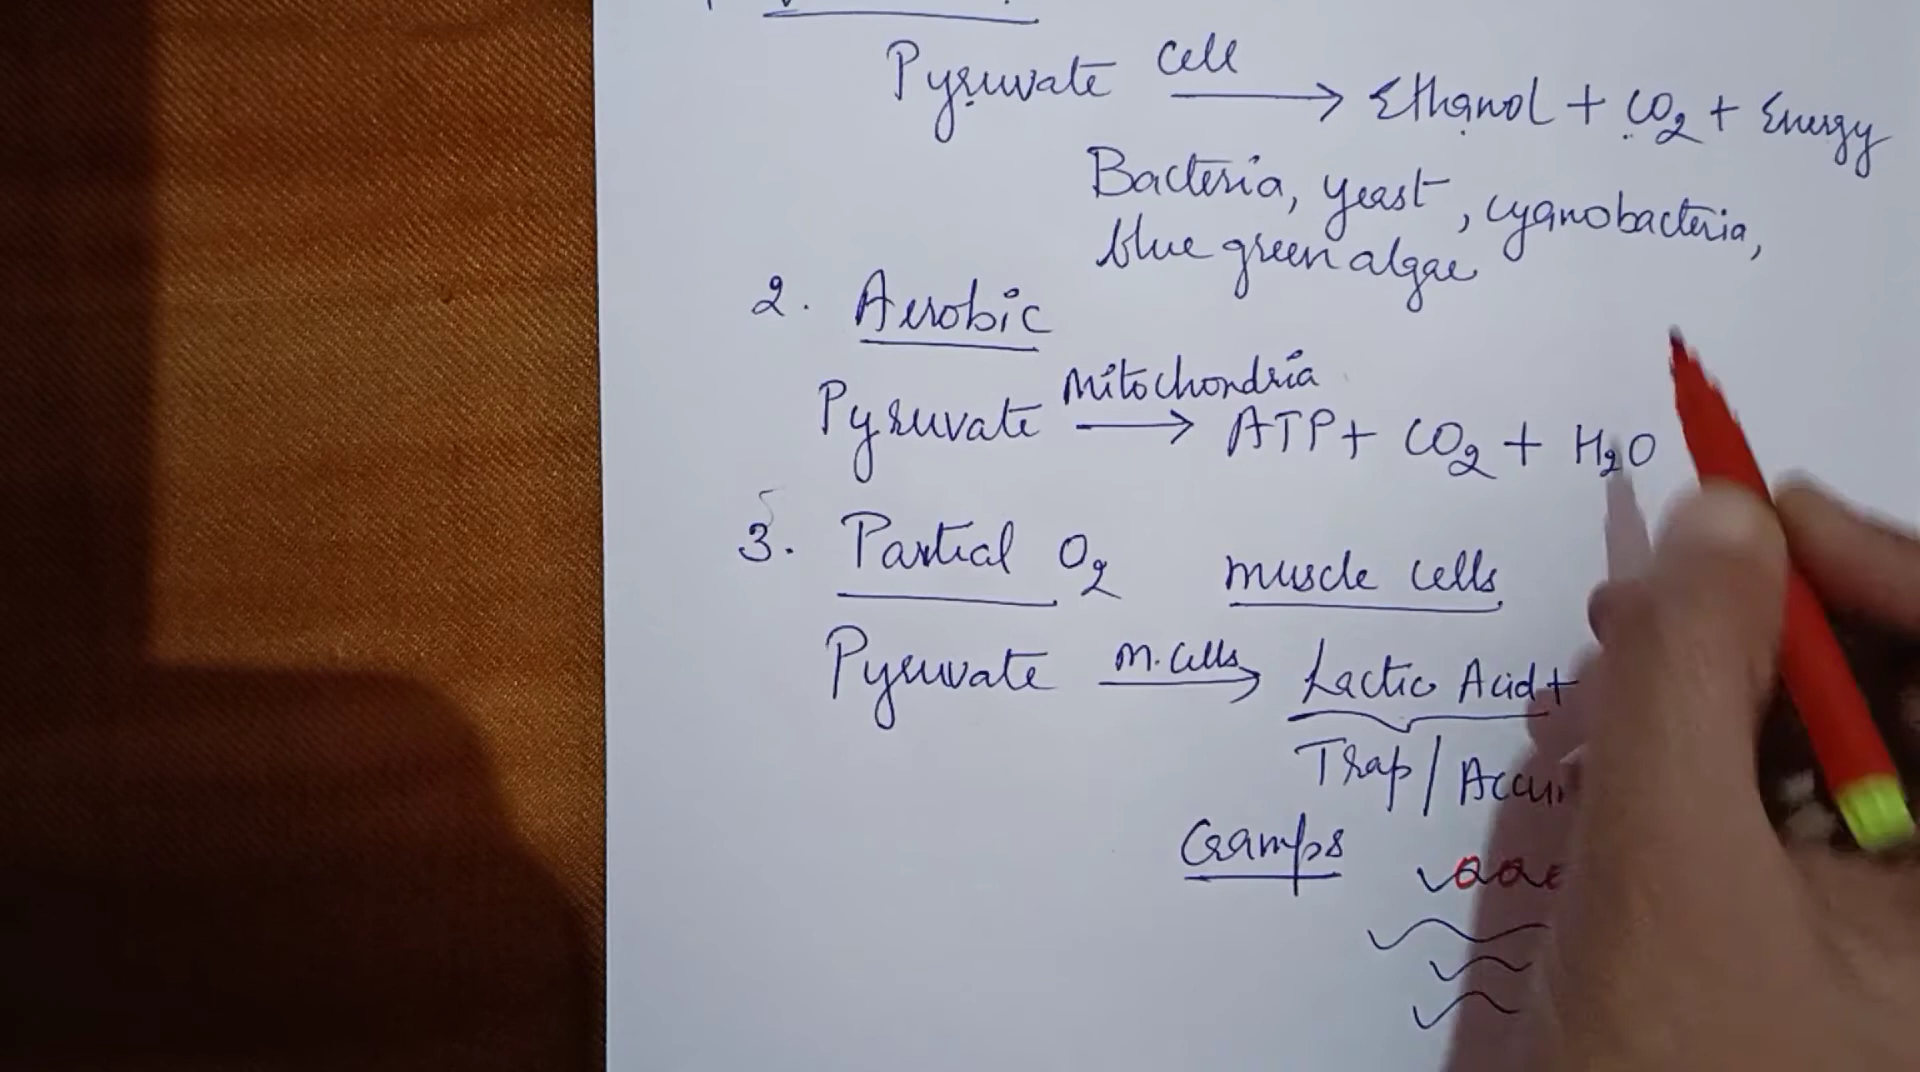 Pyruvate cell → Ethanol + CO2 + Energy
Bacteria, yeast, cyanobacteria,
blue green algae
2. Aerobic
Pyruvate Mitochondria → ATP + CO2 + H2O
3. Partial O2 muscle cells
Pyruvate M. Cells → Lactic Acid +
Trap /
Cramps